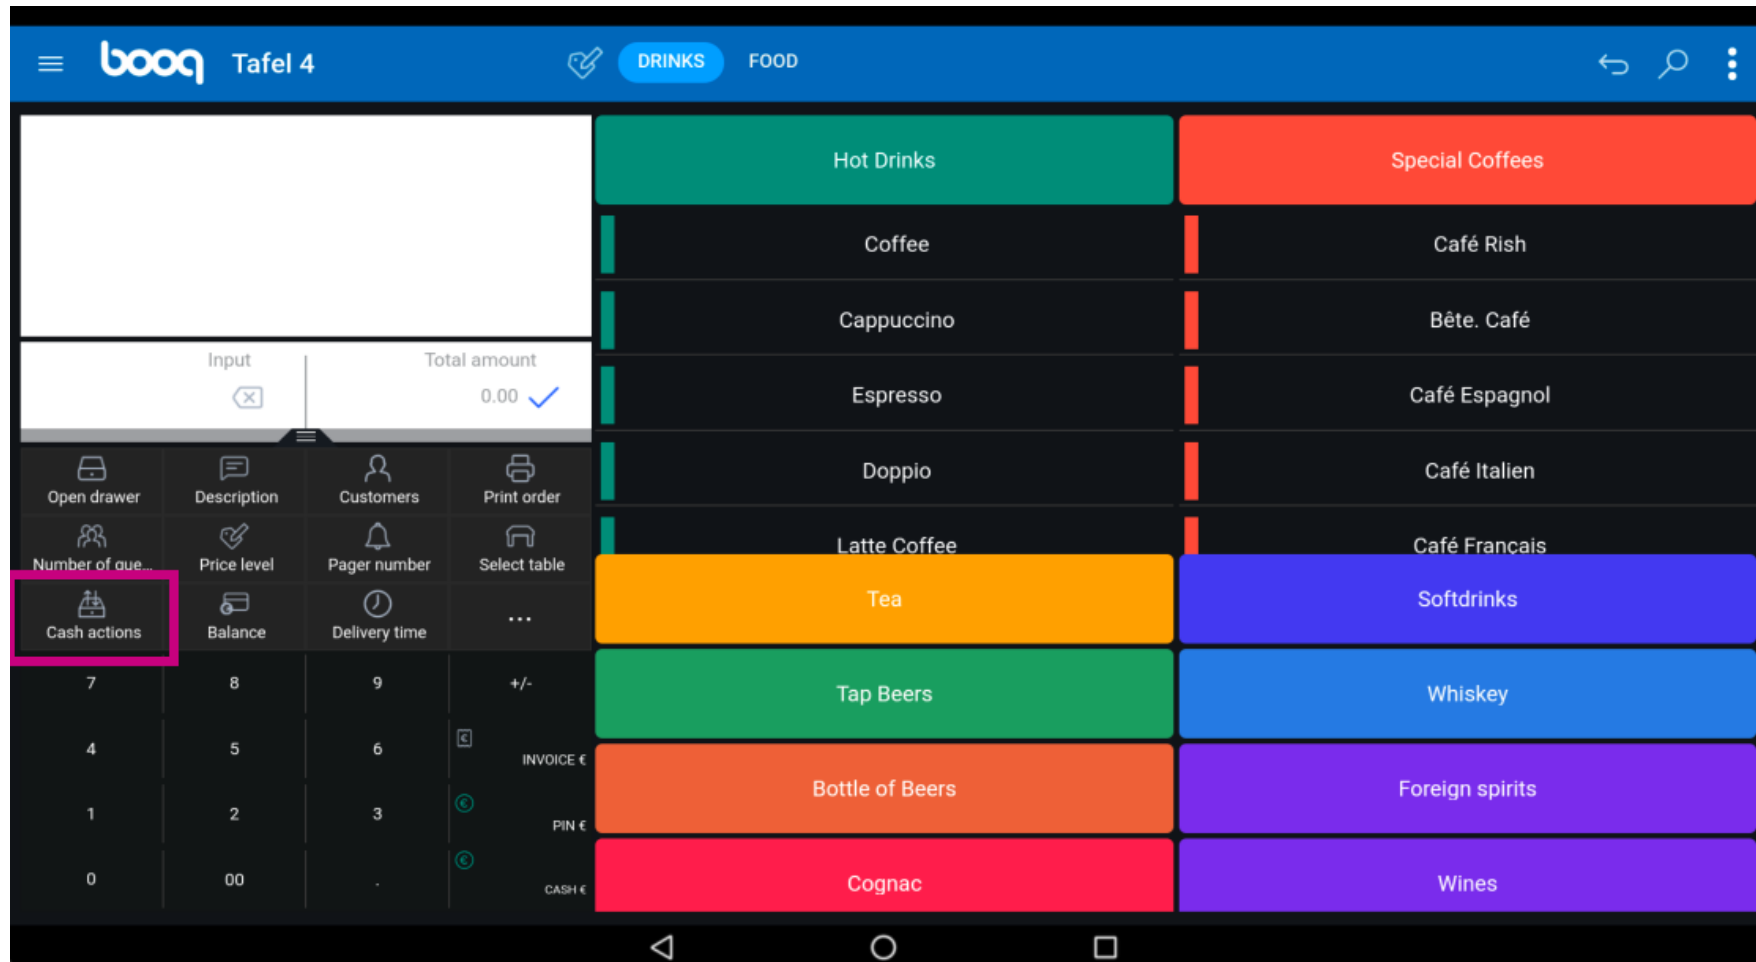 booq Tafel 4 DRINKS FOOD
Input Total amount
0.00
Open drawer Description Customers Print order
Number of gue... Price level Pager number Select table
Cash actions Balance Delivery time ...
7 8 9 +/-
4 5 6 € INVOICE €
1 2 3 € PIN €
0 00 . € CASH €
Hot Drinks Special Coffees
Coffee Café Rish
Cappuccino Bête. Café
Espresso Café Espagnol
Doppio Café Italien
Latte Coffee Café Français
Tea Softdrinks
Tap Beers Whiskey
Bottle of Beers Foreign spirits
Cognac Wines